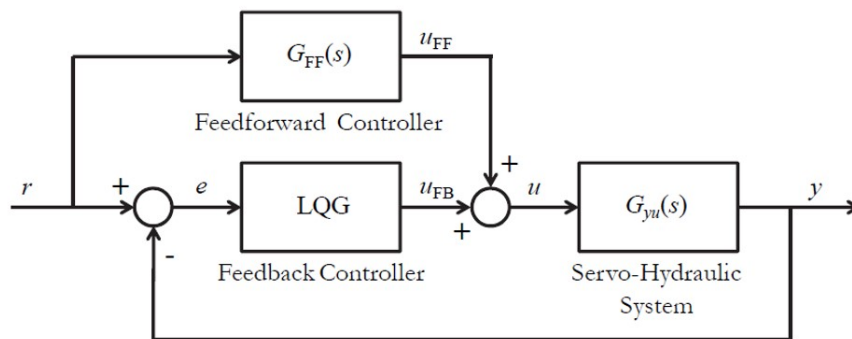 G_FF(s)
u_FF
Feedforward Controller
+
r
+
e
LQG
u_FB
+
u
G_yu(s)
y
-
Feedback Controller
Servo-Hydraulic
System